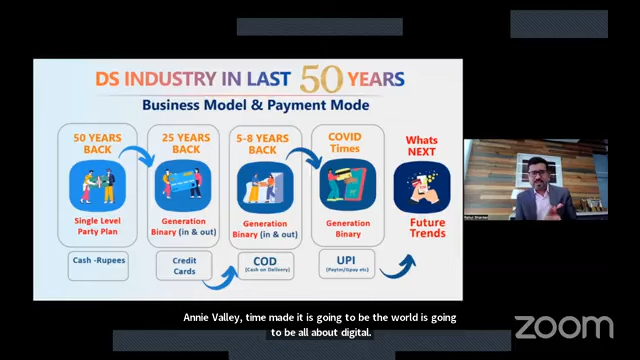 DS INDUSTRY IN LAST 50 YEARS
Business Model & Payment Mode
50 YEARS
BACK
Single Level
Party Plan
Cash -Rupees
25 YEARS
BACK
Generation
Binary (in & out)
Credit
Cards
5-8 YEARS
BACK
Generation
Binary (in & out)
COD
[Cash on Delivery]
COVID
Times
Generation
Binary
UPI
[Paytm/Gpay etc]
Whats
NEXT
Future
Trends
Annie Valley, time made it is going to be the world is going
to be all about digital.
zoom